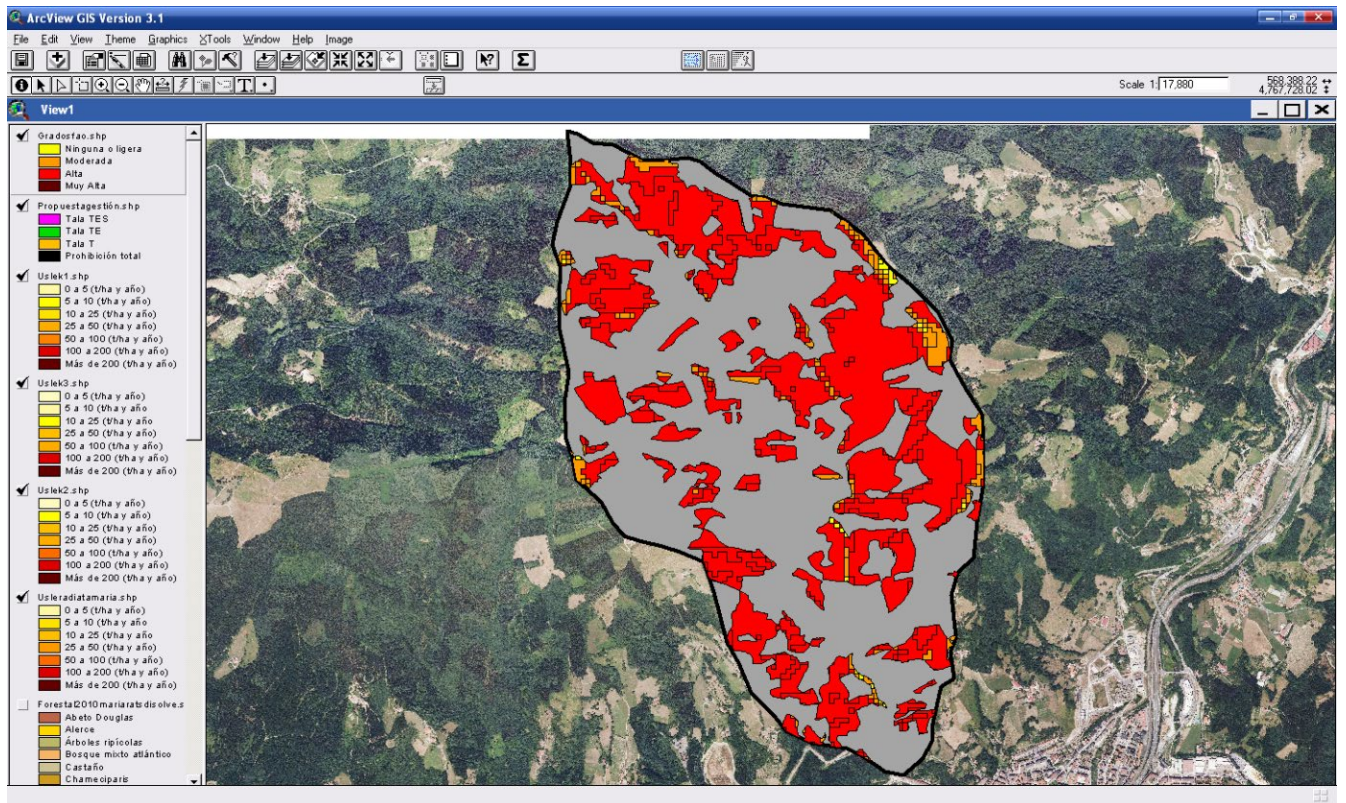 ArcView GIS Version 3.1
File Edit View Theme Graphics XTools Window Help Image
Scale 1: 17,880
568,388.22
4,767,728.02
View1
Gradosfao.shp
Ninguna o ligera
Moderada
Alta
Muy Alta
Propuestagestión.shp
Tala TES
Tala TE
Tala T
Prohibición total
Uslek1.shp
0 a 5 (t/ha y año)
5 a 10 (t/ha y año)
10 a 25 (t/ha y año)
25 a 50 (t/ha y año)
50 a 100 (t/ha y año)
100 a 200 (t/ha y año)
Más de 200 (t/ha y año)
Uslek3.shp
0 a 5 (t/ha y año)
5 a 10 (t/ha y año
10 a 25 (t/ha y año
25 a 50 (t/ha y año)
50 a 100 (t/ha y año)
100 a 200 (t/ha y año)
Más de 200 (t/ha y año)
Uslek2.shp
0 a 5 (t/ha y año)
5 a 10 (t/ha y año)
10 a 25 (t/ha y año)
25 a 50 (t/ha y año)
50 a 100 (t/ha y año)
100 a 200 (t/ha y año)
Más de 200 (t/ha y año)
Usleradiatamaria.shp
0 a 5 (t/ha y año)
5 a 10 (t/ha y año
10 a 25 (t/ha y año
25 a 50 (t/ha y año)
50 a 100 (t/ha y año)
100 a 200 (t/ha y año)
Más de 200 (t/ha y año)
Forestal2010mariaratsdisolve.s
Abeto Douglas
Alerce
Árboles ripícolas
Bosque mixto atlántico
Castaño
Chameciparis